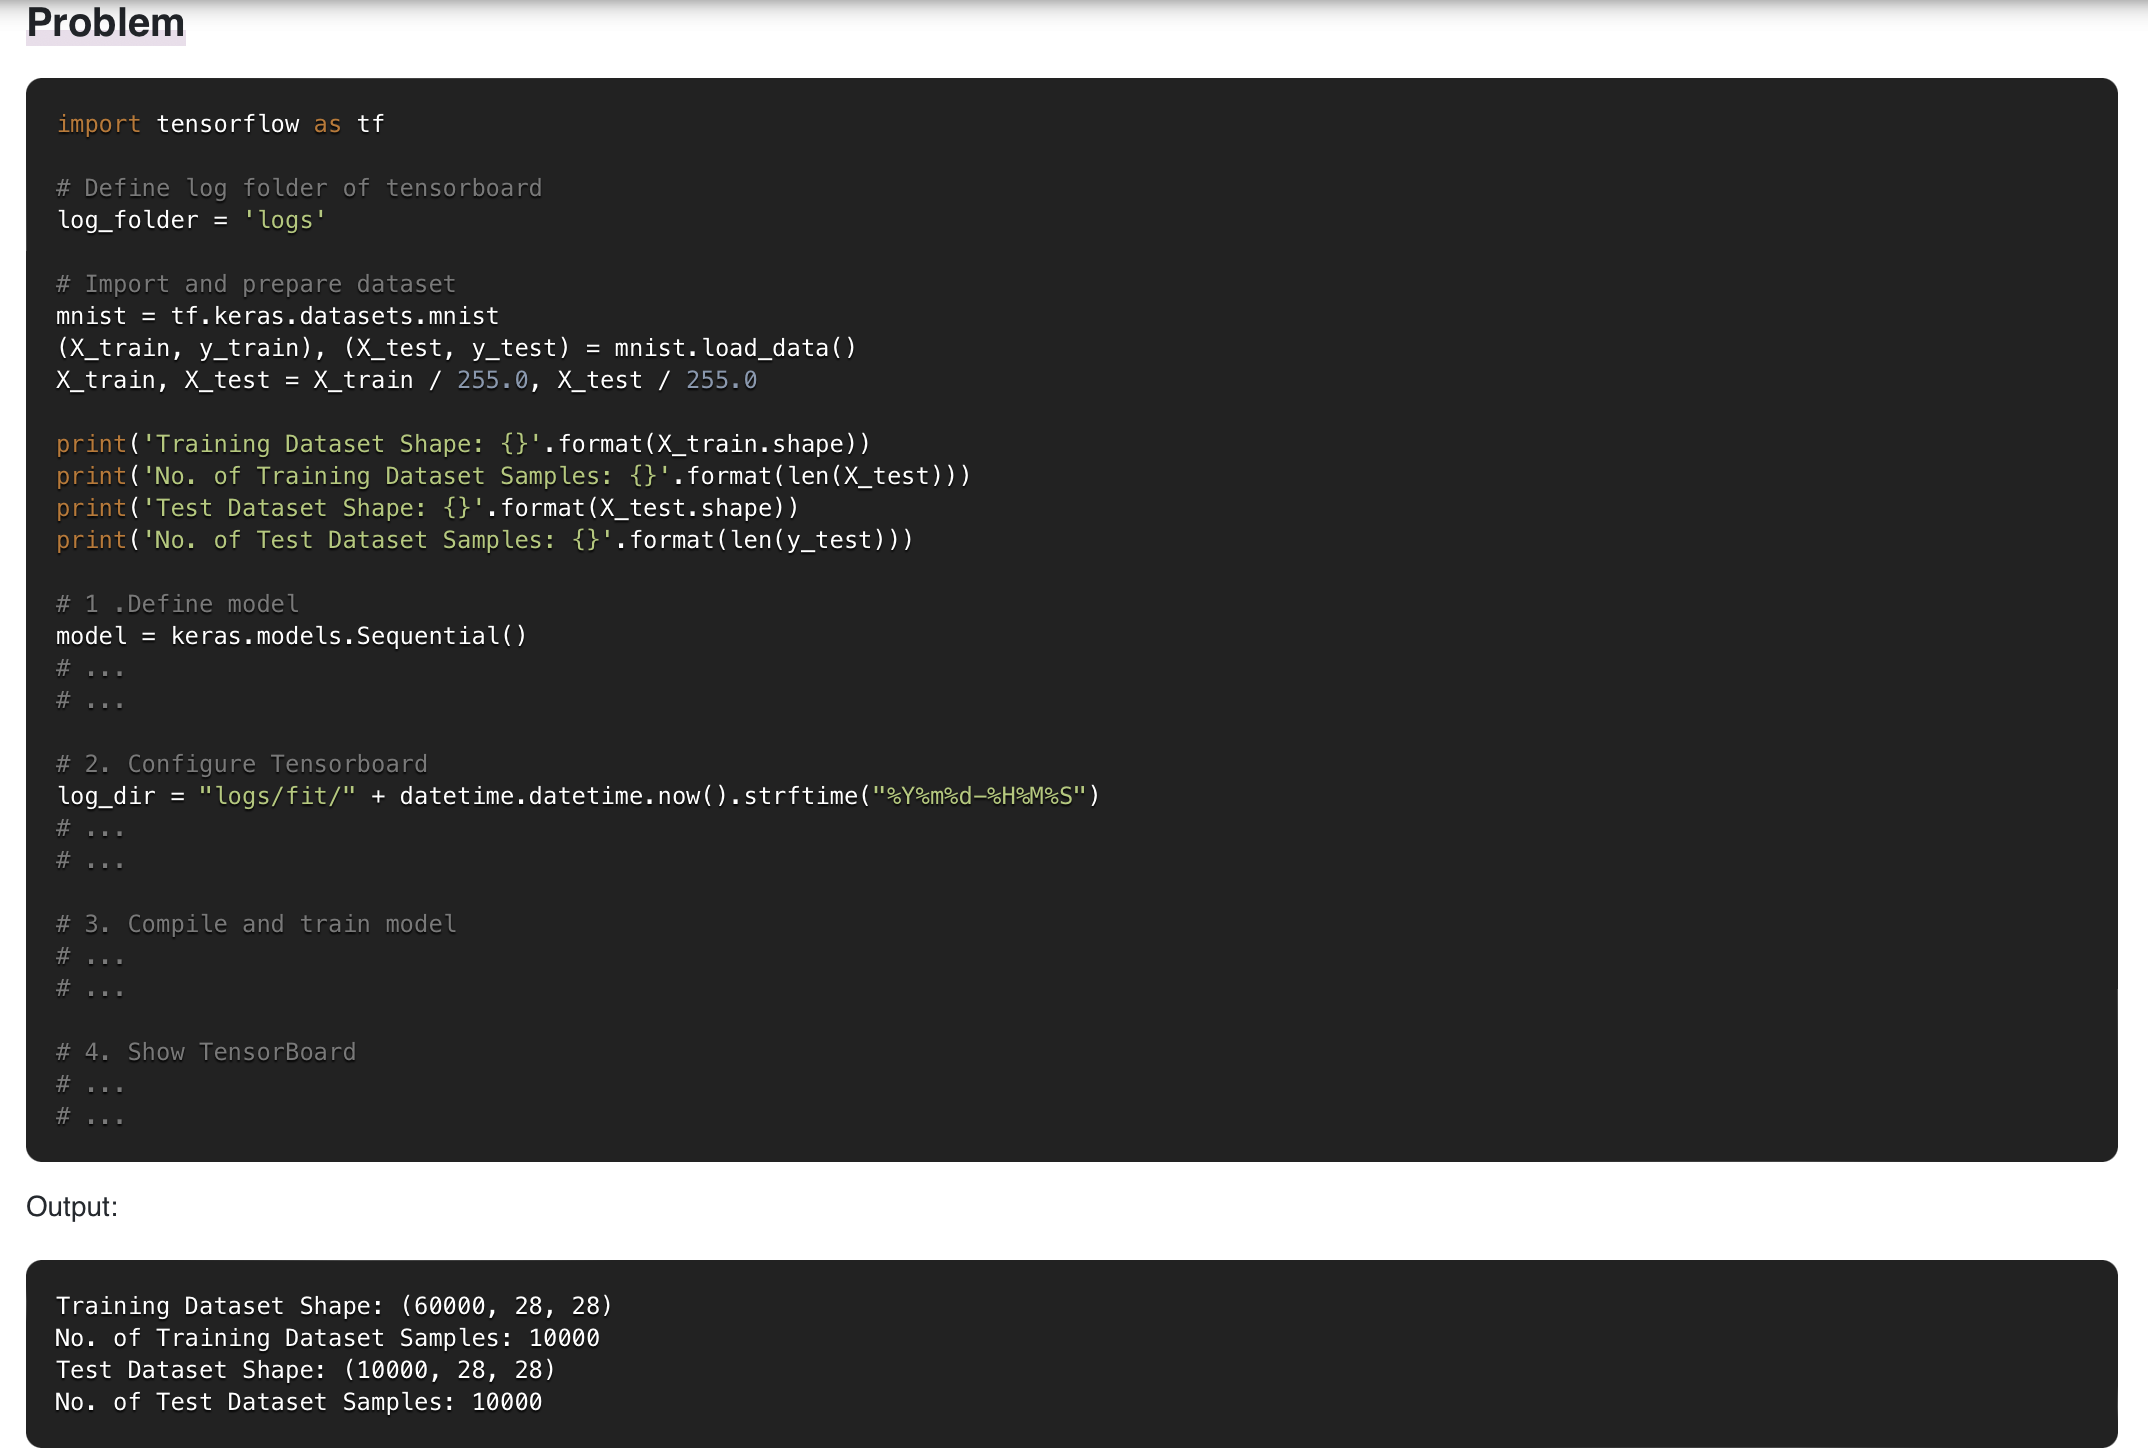 Problem
import tensorflow as tf
# Define log folder of tensorboard
log_folder = 'logs'
# Import and prepare dataset
mnist = tf.keras.datasets.mnist
(X_train, y_train), (X_test, y_test) = mnist.load_data()
X_train, X_test = X_train / 255.0, X_test / 255.0
print('Training Dataset Shape: {}'.format(X_train.shape))
print('No. of Training Dataset Samples: {}'.format(len(X_test)))
print('Test Dataset Shape: {}'.format(X_test.shape))
print('No. of Test Dataset Samples: {}'.format(len(y_test)))
# 1 .Define model
model = keras.models.Sequential()
# ...
# ...
# 2. Configure Tensorboard
log_dir = "logs/fit/" + datetime.datetime.now().strftime("%Y%m%d-%H%M%S")
# ...
# ...
# 3. Compile and train model
# ...
# ...
# 4. Show TensorBoard
# ...
# ...
Output:
Training Dataset Shape: (60000, 28, 28)
No. of Training Dataset Samples: 10000
Test Dataset Shape: (10000, 28, 28)
No. of Test Dataset Samples: 10000